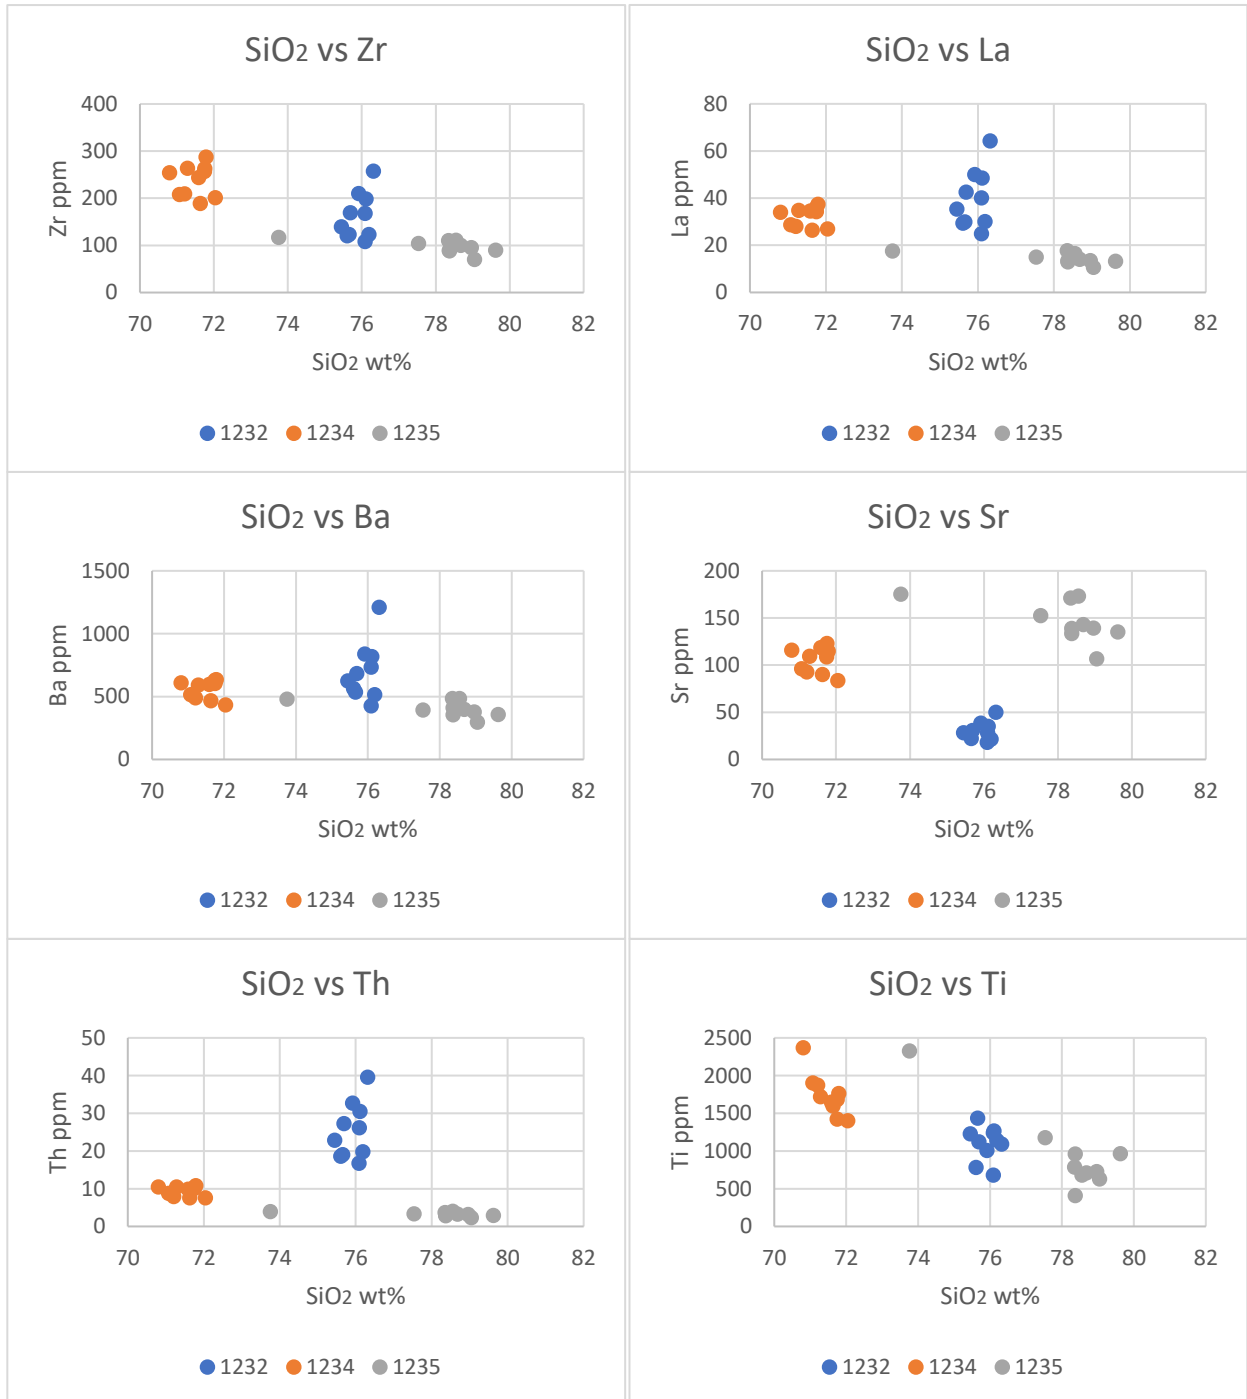 SiO2 vs Zr
400
300
200
100
0
70 72 74 76 78 80 82
Zr ppm
SiO2 wt%
1232 1234 1235
SiO2 vs La
80
60
40
20
0
70 72 74 76 78 80 82
La ppm
SiO2 wt%
1232 1234 1235
SiO2 vs Ba
1500
1000
500
0
70 72 74 76 78 80 82
Ba ppm
SiO2 wt%
1232 1234 1235
SiO2 vs Sr
200
150
100
50
0
70 72 74 76 78 80 82
Sr ppm
SiO2 wt%
1232 1234 1235
SiO2 vs Th
50
40
30
20
10
0
70 72 74 76 78 80 82
Th ppm
SiO2 wt%
1232 1234 1235
SiO2 vs Ti
2500
2000
1500
1000
500
0
70 72 74 76 78 80 82
Ti ppm
SiO2 wt%
1232 1234 1235